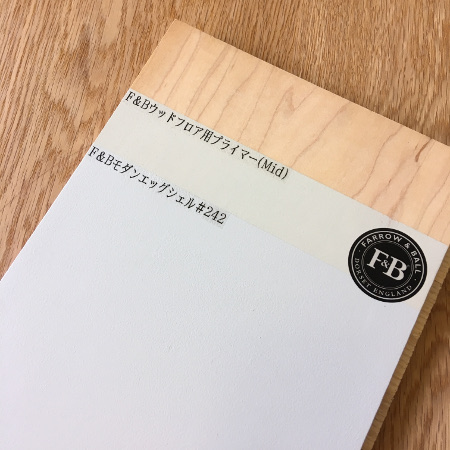 F&Bウッドフロア用プライマー(Mid)
F&Bモダンエッグシェル#242
FARROW & BALL
F&B
DORSET ENGLAND